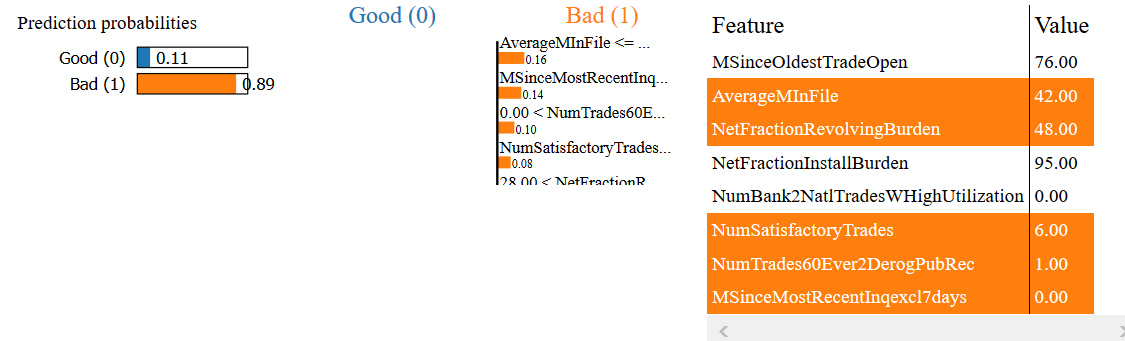 Prediction probabilities
Good (0) 0.11
Bad (1) 0.89
Good (0)
Bad (1)
AverageMInFile <= ...
0.16
MSinceMostRecentInq...
0.14
0.00 < NumTrades60E...
0.10
NumSatisfactoryTrades...
0.08
28.00 < NetFractionR
Feature Value
MSinceOldestTradeOpen 76.00
AverageMInFile 42.00
NetFractionRevolvingBurden 48.00
NetFractionInstallBurden 95.00
NumBank2NatlTradesWHighUtilization 0.00
NumSatisfactoryTrades 6.00
NumTrades60Ever2DerogPubRec 1.00
MSinceMostRecentInqexcl7days 0.00